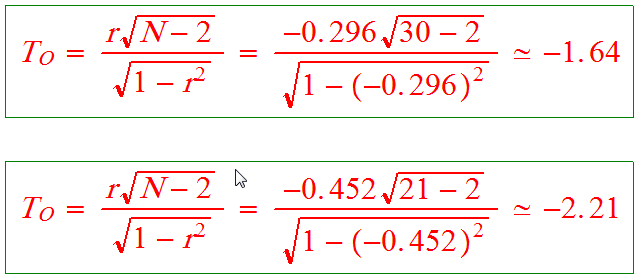 T_O = r√(N − 2) / √(1 − r²) = −0.296√(30 − 2) / √(1 − (−0.296)²) ≃ −1.64
T_O = r√(N − 2) / √(1 − r²) = −0.452√(21 − 2) / √(1 − (−0.452)²) ≃ −2.21